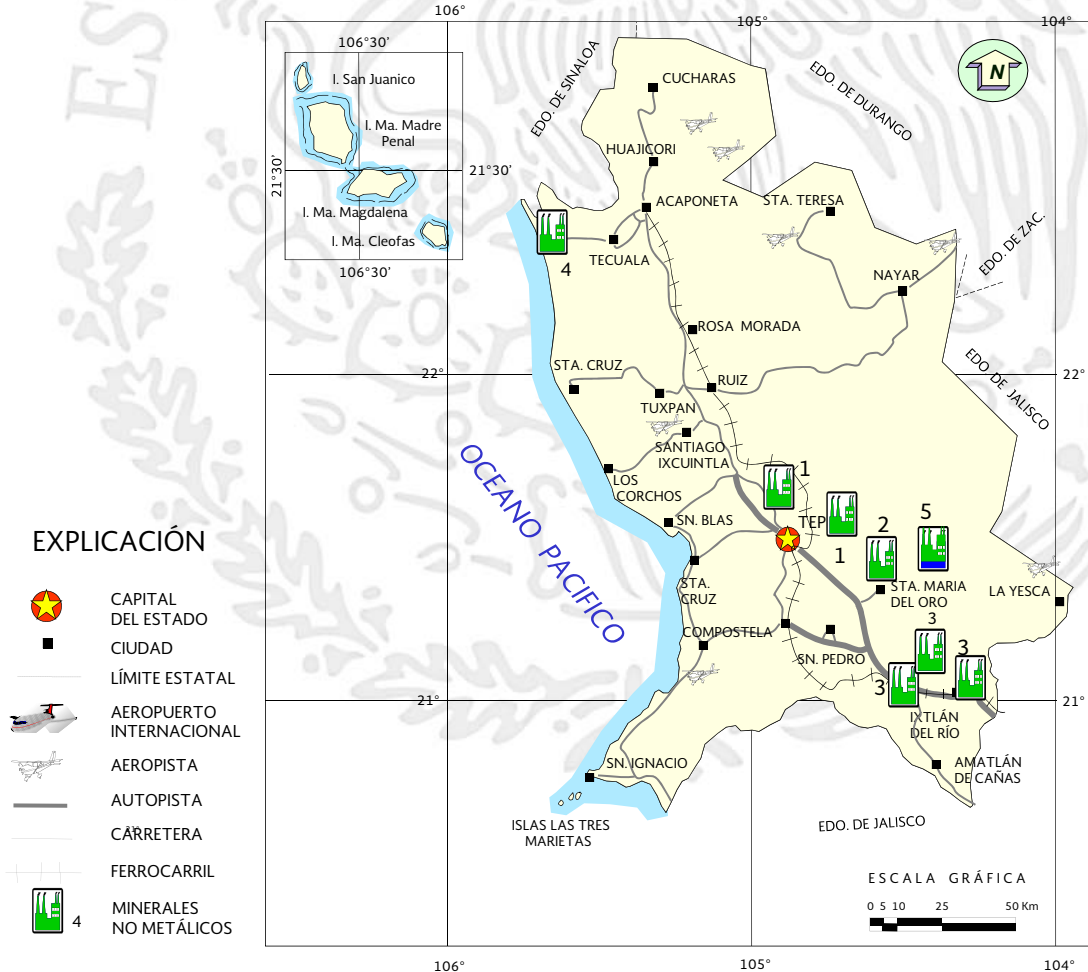 106°
105°
104°
ES
106°30'
I. San Juanico
I. Ma. Madre
Penal
21°30'
21°30'
I. Ma. Magdalena
I. Ma. Cleofas
106°30'
EDO. DE SINALOA
CUCHARAS
EDO. DE DURANGO
N
HUAJICORI
ACAPONETA
STA. TERESA
4
TECUALA
NAYAR
EDO. DE ZAC.
ROSA MORADA
STA. CRUZ
RUIZ
22°
22°
EDO. DE JALISCO
TUXPAN
SANTIAGO
IXCUINTLA
OCEANO PACIFICO
LOS
CORCHOS
1
SN. BLAS
TEP
1
2
5
STA.
CRUZ
STA. MARIA
DEL ORO
LA YESCA
3
COMPOSTELA
SN. PEDRO
3
3
21°
21°
IXTLÁN
DEL RÍO
SN. IGNACIO
AMATLÁN
DE CAÑAS
ISLAS LAS TRES
MARIETAS
EDO. DE JALISCO
EXPLICACIÓN
CAPITAL
DEL ESTADO
CIUDAD
LÍMITE ESTATAL
AEROPUERTO
INTERNACIONAL
AEROPISTA
AUTOPISTA
CARRETERA
FERROCARRIL
4
MINERALES
NO METÁLICOS
ESCALA GRÁFICA
0 5 10 25 50 Km
106°
105°
104°